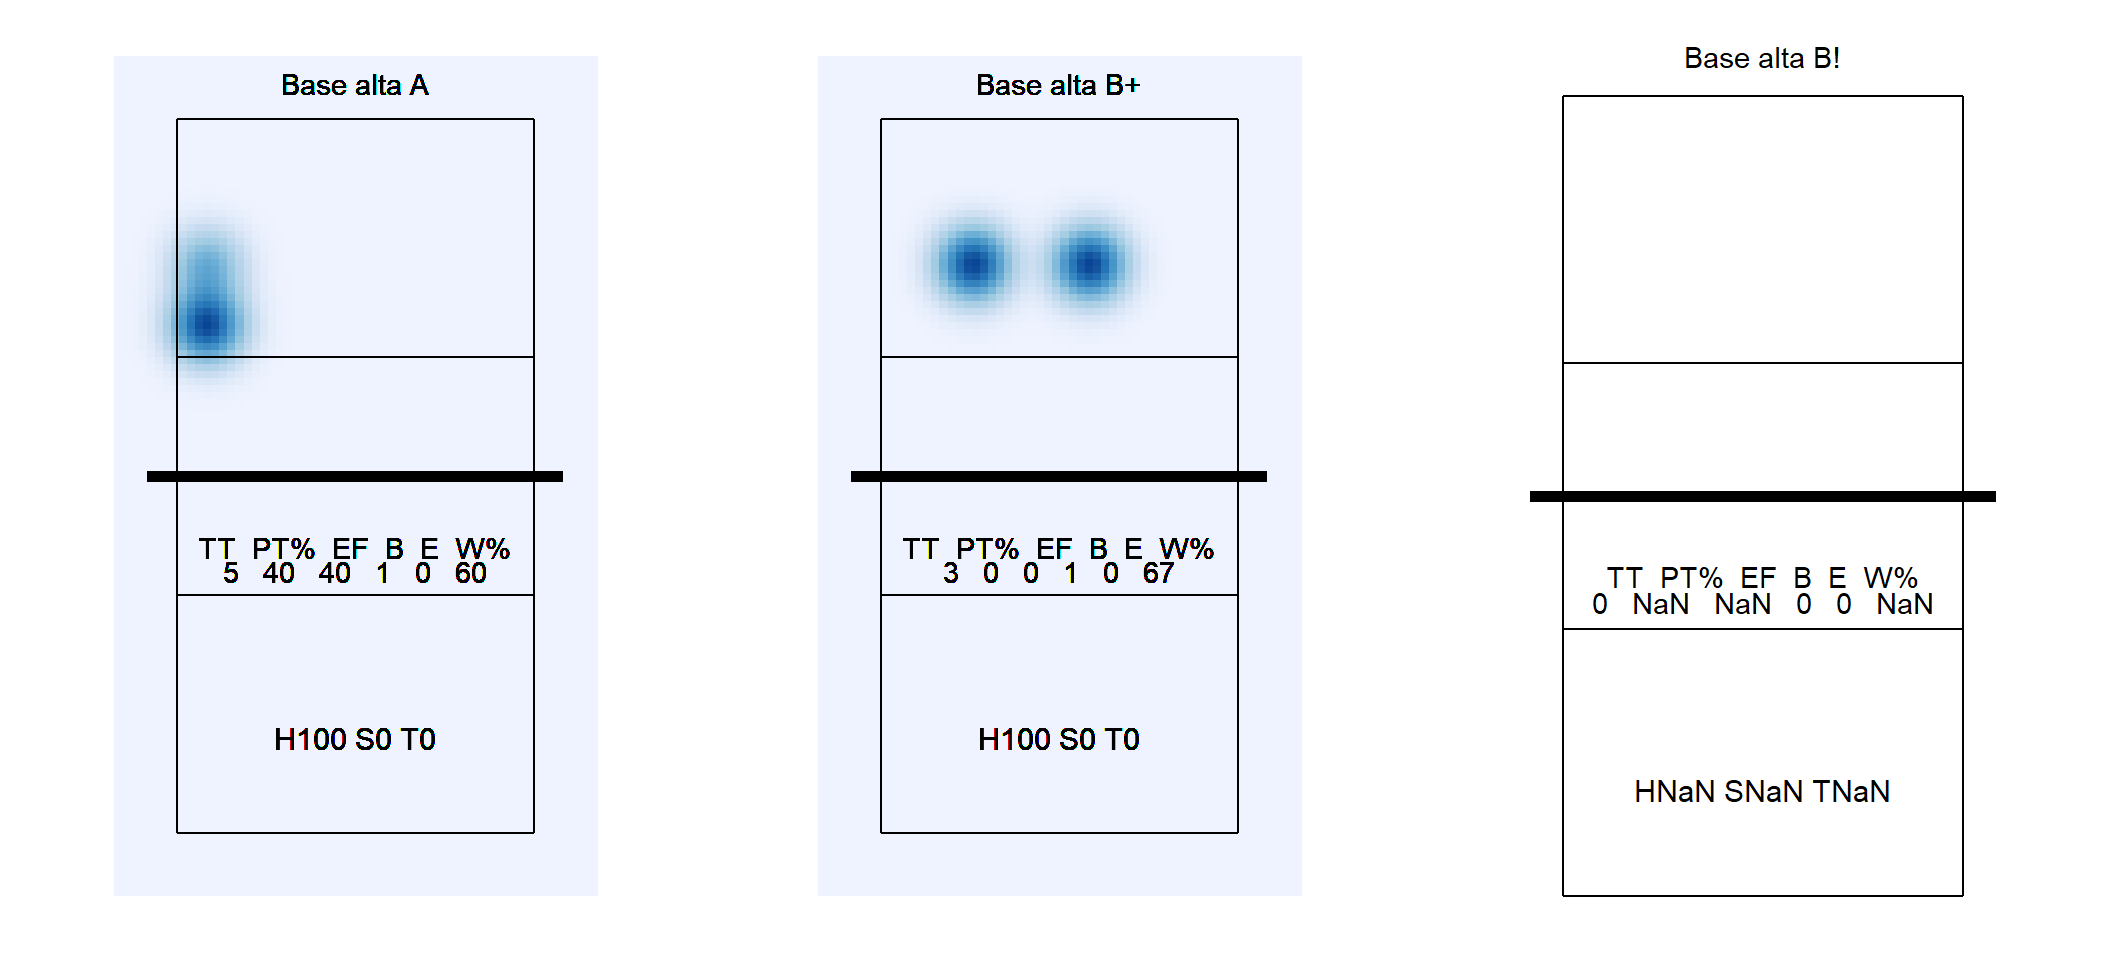 Base alta A
TT PT% EF B E W%
5 40 40 1 0 60
H100 S0 T0
Base alta B+
TT PT% EF B E W%
3 0 0 1 0 67
H100 S0 T0
Base alta B!
TT PT% EF B E W%
0 NaN NaN 0 0 NaN
HNaN SNaN TNaN